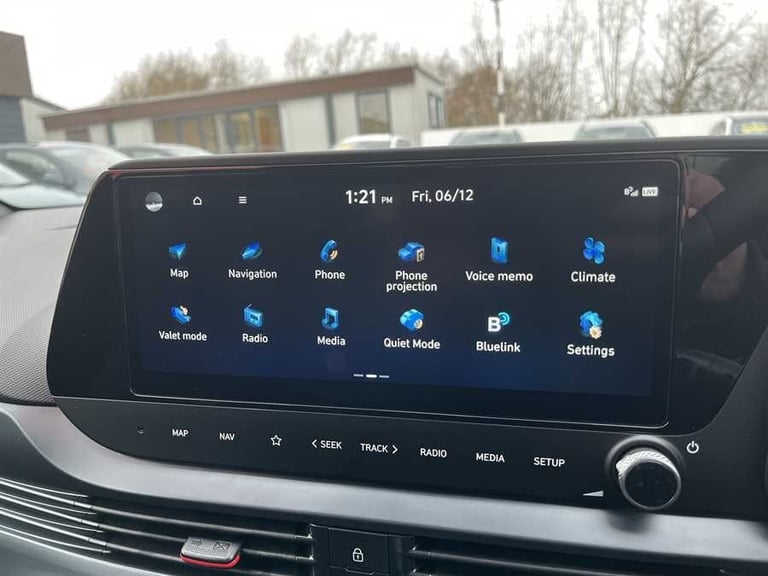 1:21 PM Fri, 06/12 LIVE
Map Navigation Phone Phone projection Voice memo Climate
Valet mode Radio Media Quiet Mode Bluelink Settings
MAP NAV < SEEK TRACK > RADIO MEDIA SETUP